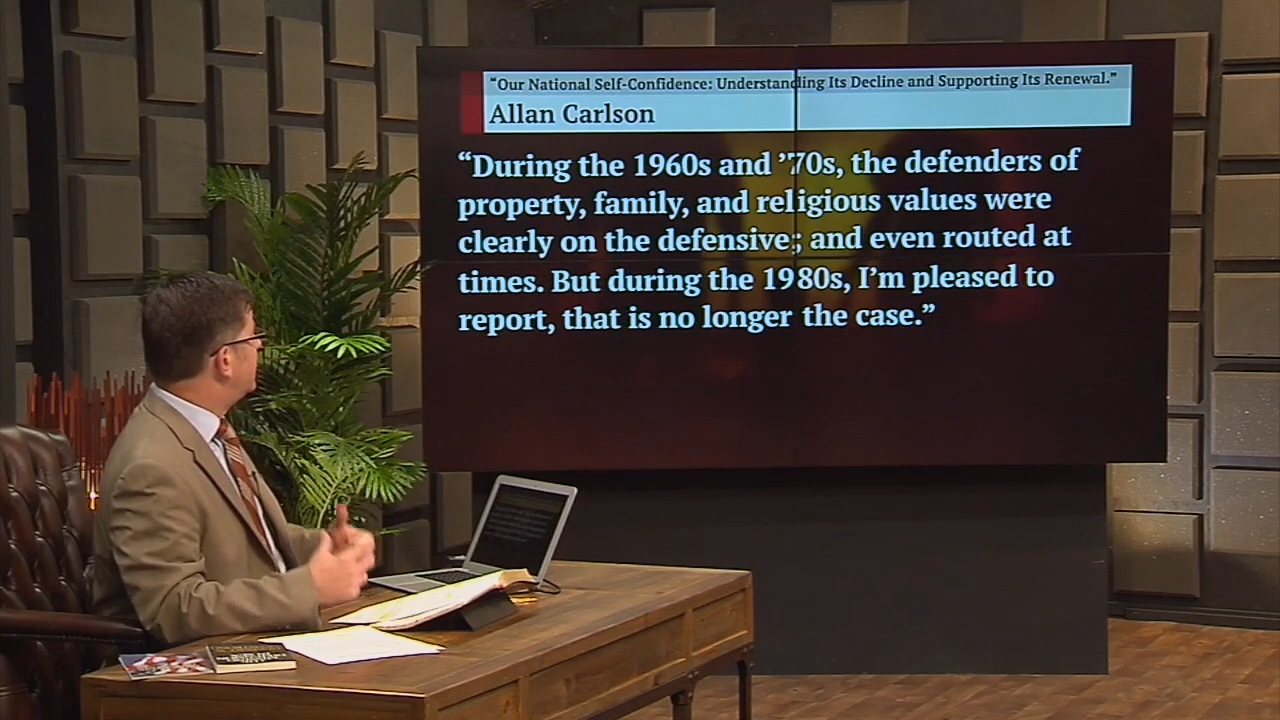 “Our National Self-Confidence: Understanding Its Decline and Supporting Its Renewal.”
Allan Carlson
“During the 1960s and ’70s, the defenders of
property, family, and religious values were
clearly on the defensive; and even routed at
times. But during the 1980s, I’m pleased to
report, that is no longer the case.”